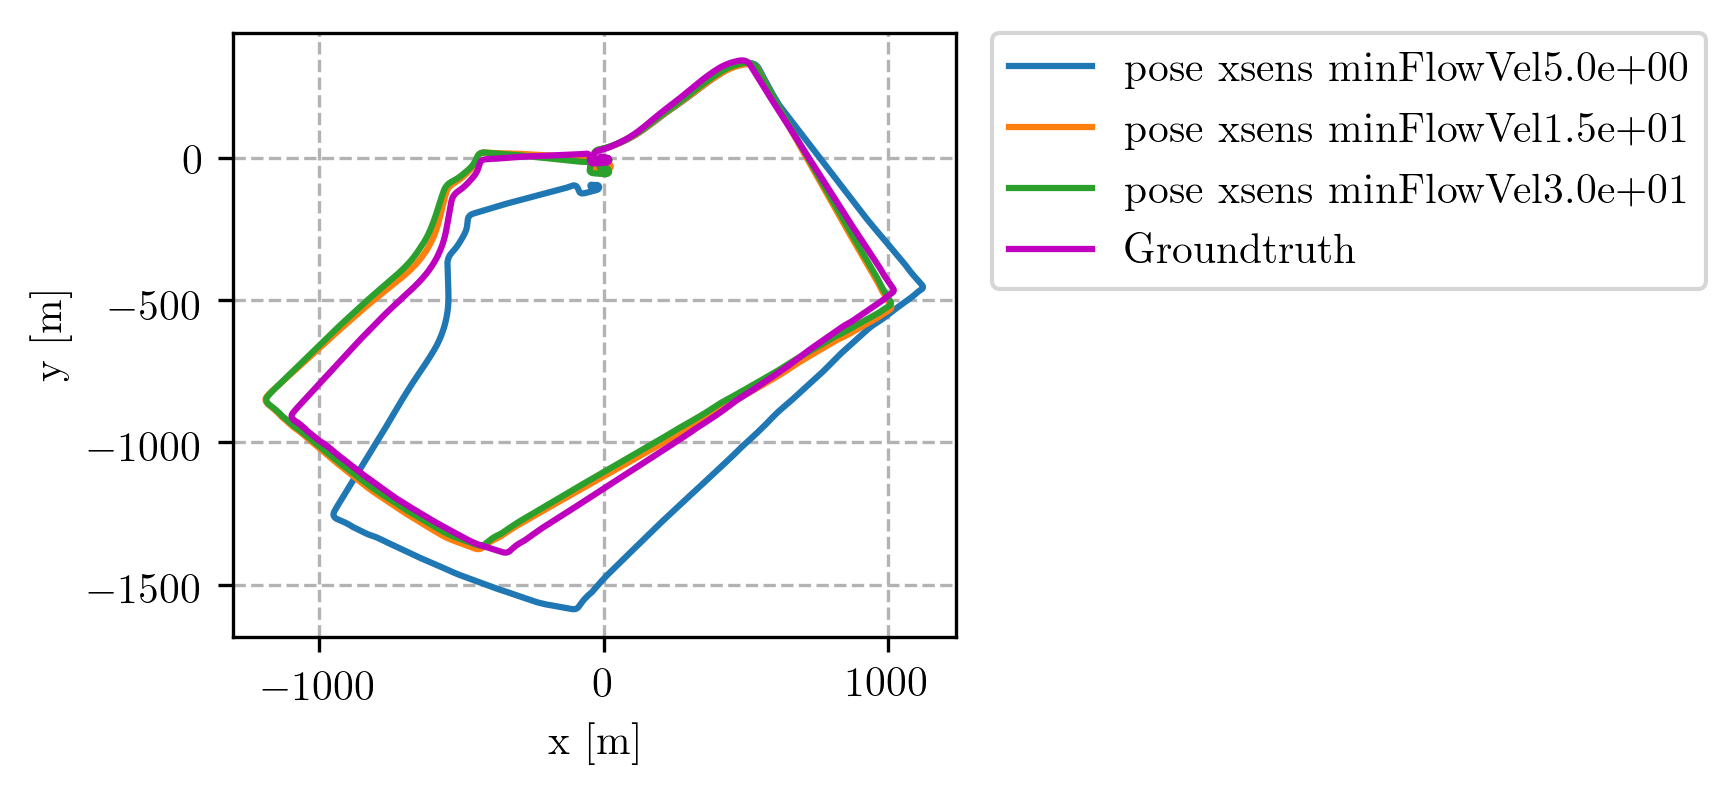 0
−500
−1000
−1500
y [m]
−1000
0
1000
x [m]
pose xsens minFlowVel5.0e+00
pose xsens minFlowVel1.5e+01
pose xsens minFlowVel3.0e+01
Groundtruth